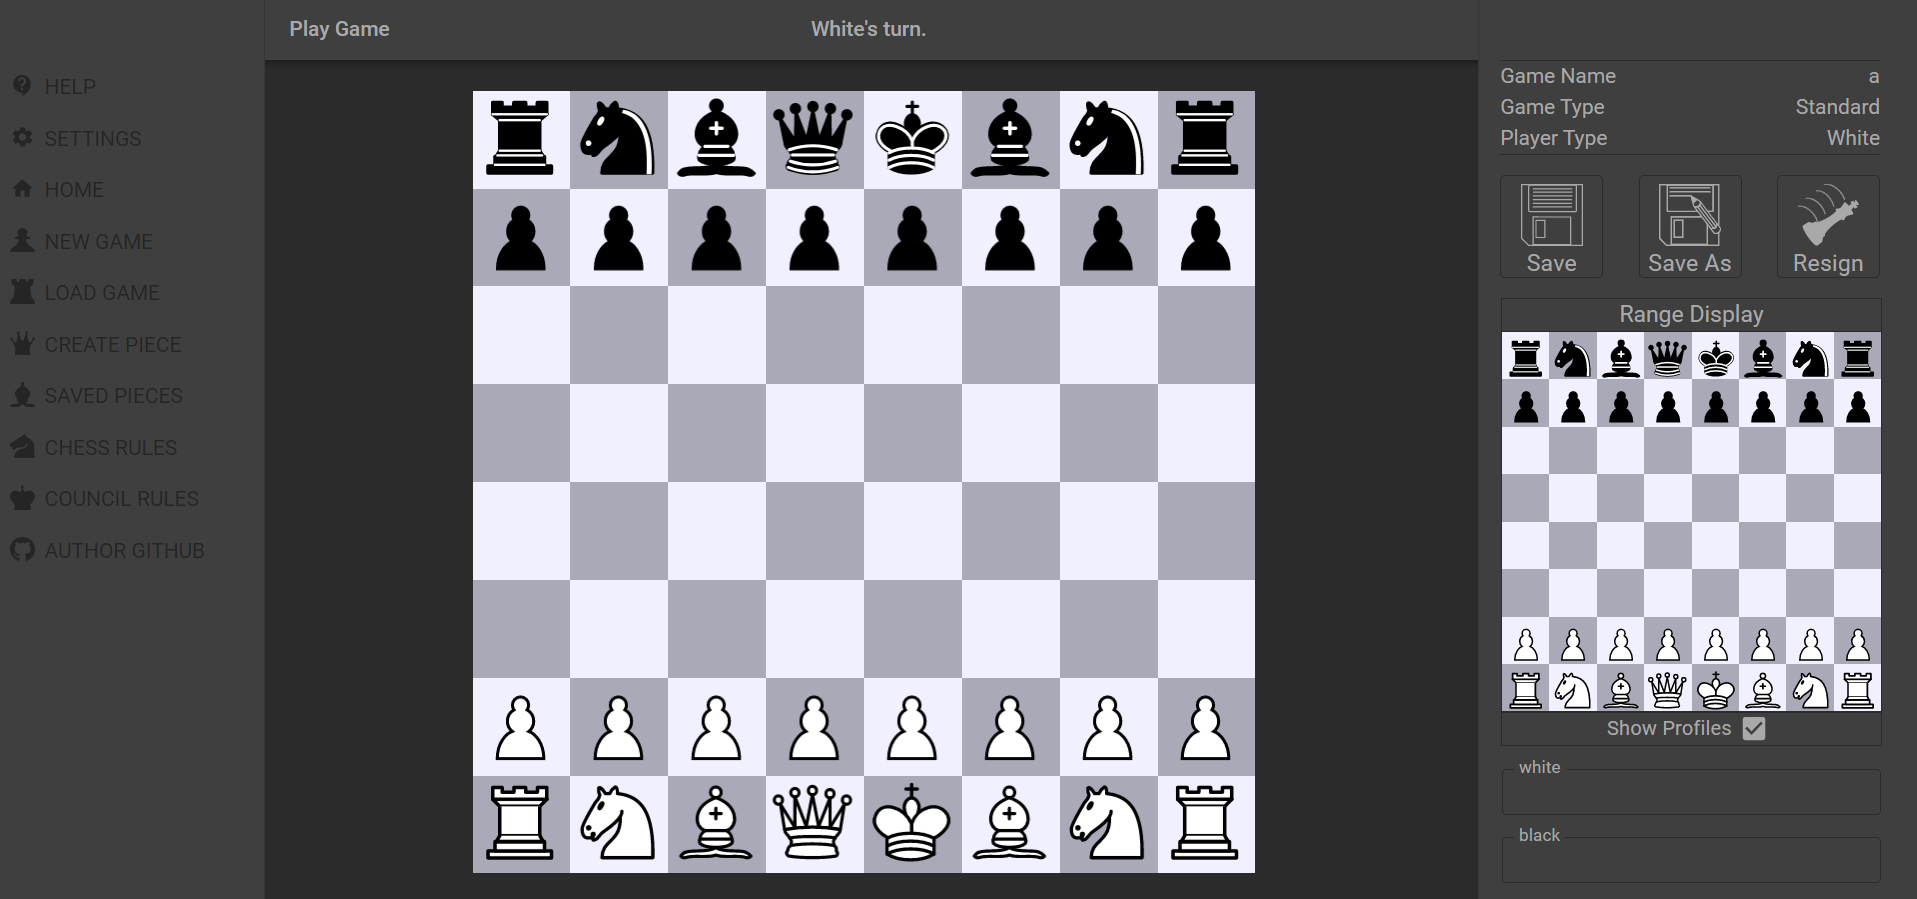 Play Game
White's turn.
HELP
SETTINGS
HOME
NEW GAME
LOAD GAME
CREATE PIECE
SAVED PIECES
CHESS RULES
COUNCIL RULES
AUTHOR GITHUB
Game Name a
Game Type Standard
Player Type White
Save
Save As
Resign
Range Display
Show Profiles
white
black